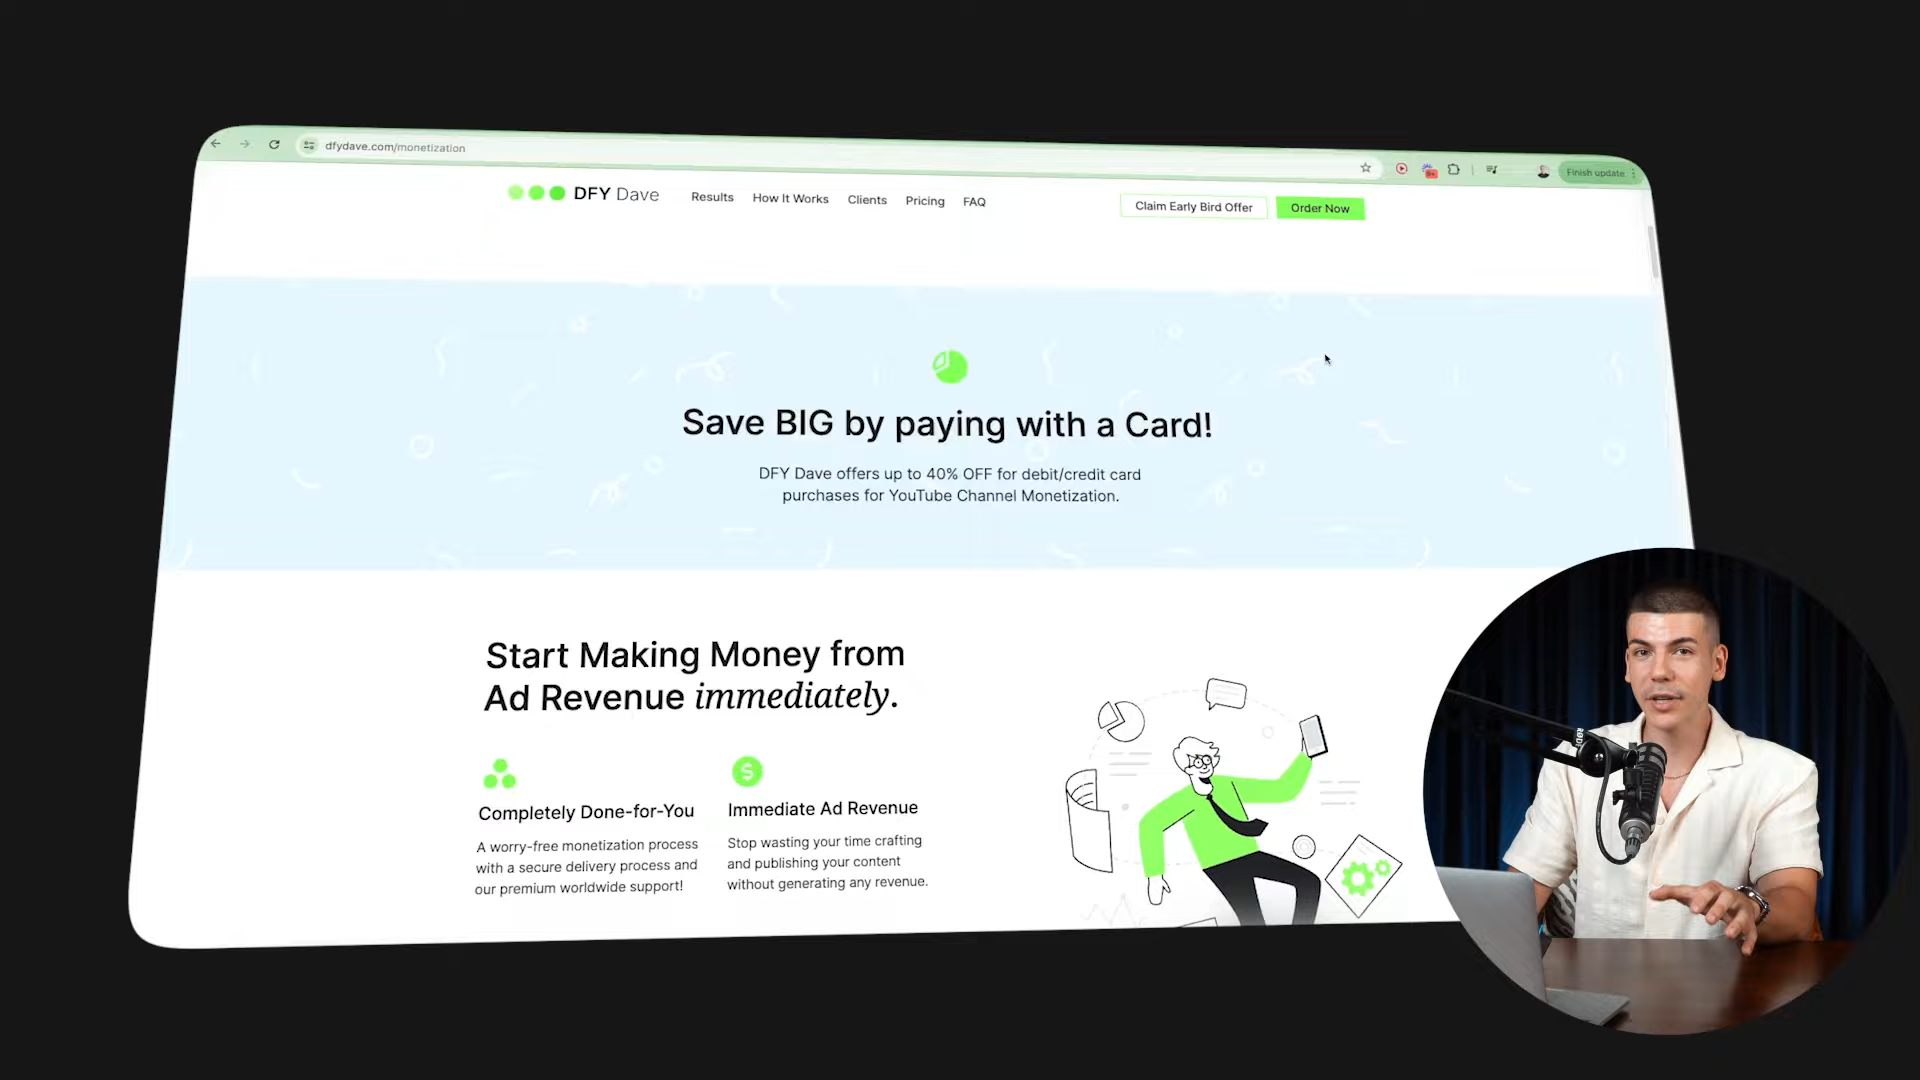 dfydave.com/monetization
Finish update
DFY Dave
Results
How It Works
Clients
Pricing
FAQ
Claim Early Bird Offer
Order Now
Save BIG by paying with a Card!
DFY Dave offers up to 40% OFF for debit/credit card
purchases for YouTube Channel Monetization.
Start Making Money from
Ad Revenue immediately.
Completely Done-for-You
A worry-free monetization process
with a secure delivery process and
our premium worldwide support!
Immediate Ad Revenue
Stop wasting your time crafting
and publishing your content
without generating any revenue.